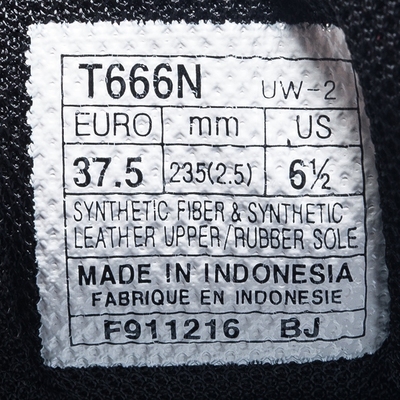 T666N UW-2
EURO mm US
37.5 235(2.5) 6½
SYNTHETIC FIBER & SYNTHETIC
LEATHER UPPER/RUBBER SOLE
MADE IN INDONESIA
FABRIQUE EN INDONESIE
F911216 BJ